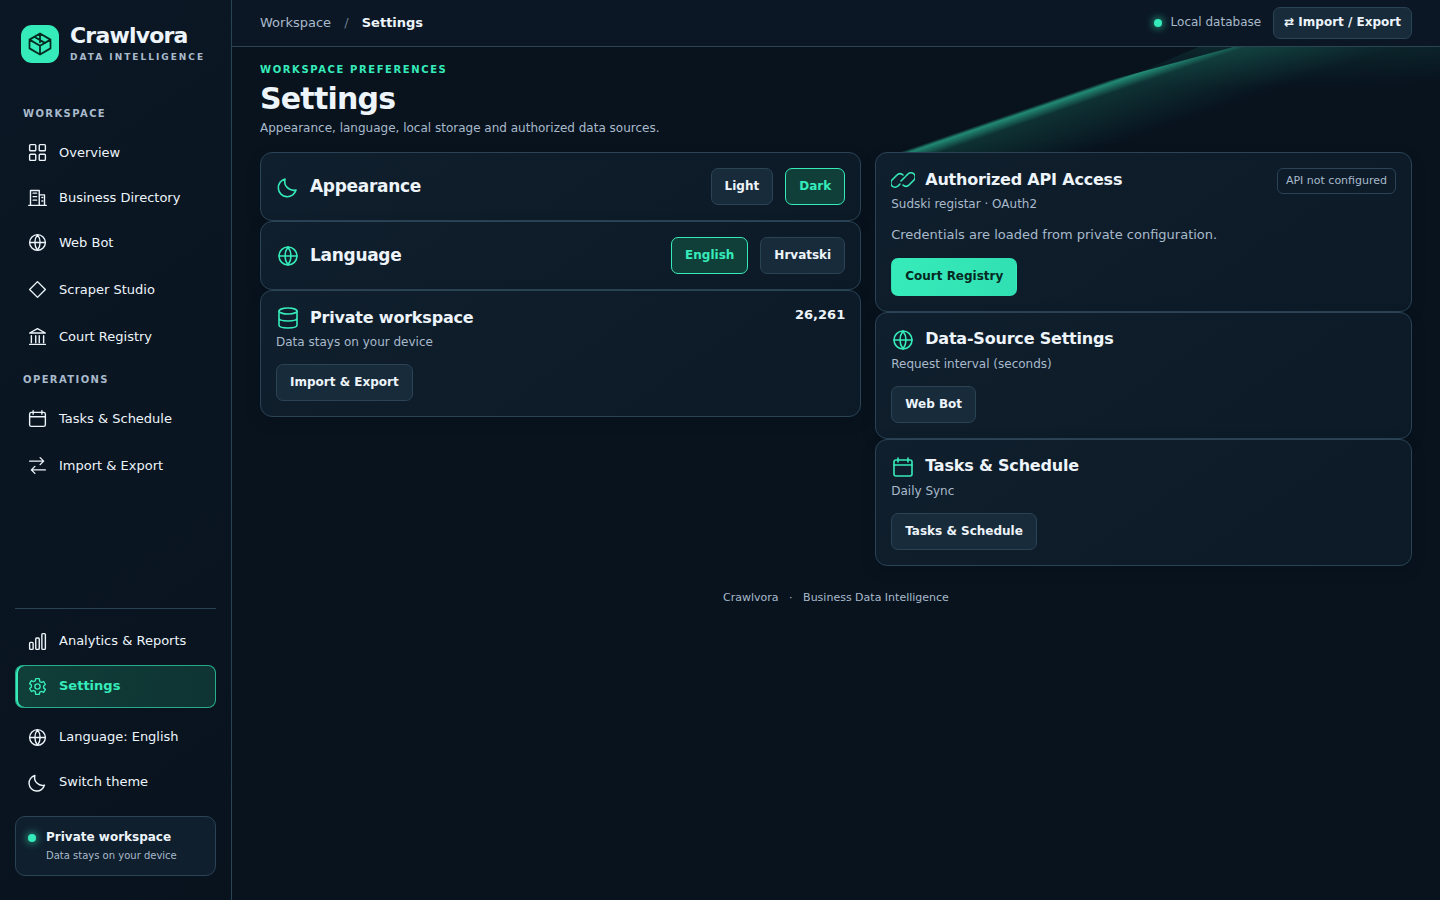 Crawlvora
DATA INTELLIGENCE
WORKSPACE
Overview
Business Directory
Web Bot
Scraper Studio
Court Registry
OPERATIONS
Tasks & Schedule
Import & Export
Analytics & Reports
Settings
Language: English
Switch theme
Private workspace
Data stays on your device
Workspace / Settings
Local database
⇄ Import / Export
WORKSPACE PREFERENCES
Settings
Appearance, language, local storage and authorized data sources.
Appearance
Light
Dark
Language
English
Hrvatski
Private workspace
26,261
Data stays on your device
Import & Export
Authorized API Access
API not configured
Sudski registar · OAuth2
Credentials are loaded from private configuration.
Court Registry
Data-Source Settings
Request interval (seconds)
Web Bot
Tasks & Schedule
Daily Sync
Tasks & Schedule
Crawlvora · Business Data Intelligence